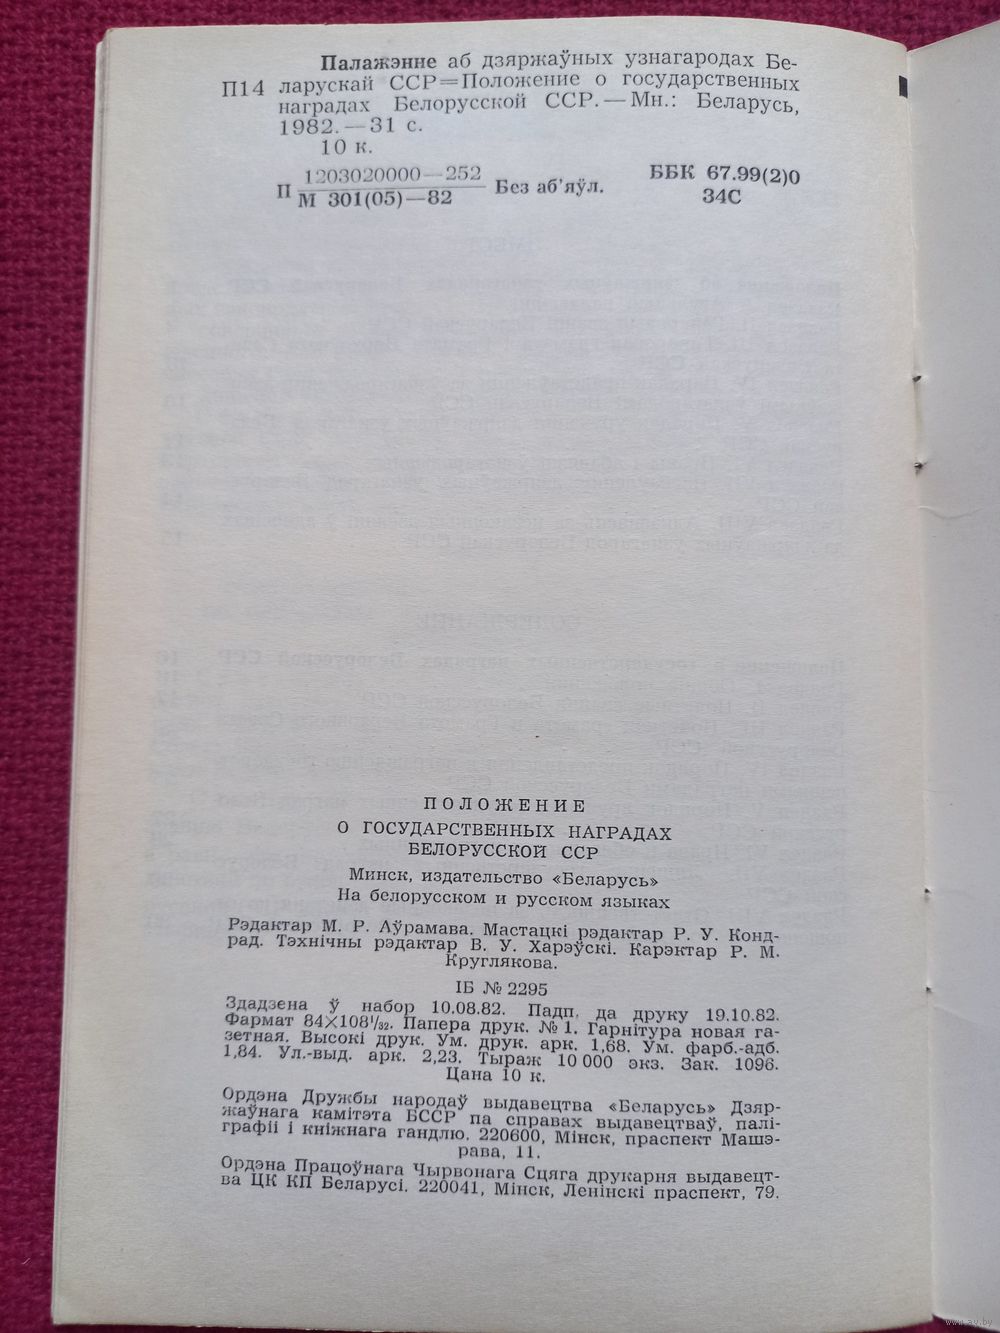 Палажэнне аб дзяржаўных узнагародах Бе-
П14 ларускай ССР=Положение о государственных
наградах Белорусской ССР. — Мн.: Беларусь,
1982. — 31 с.
10 к.
П 1203020000—252
М 301(05)—82
Без аб'яўл.
ББК 67.99(2)0
34С
ПОЛОЖЕНИЕ
О ГОСУДАРСТВЕННЫХ НАГРАДАХ
БЕЛОРУССКОЙ ССР
Минск, издательство «Беларусь»
На белорусском и русском языках
Рэдактар М. Р. Аўрамава. Мастацкі рэдактар Р. У. Конд-
рад. Тэхнічны рэдактар В. У. Харэўскі. Карэктар Р. М.
Круглякова.
ІБ № 2295
Здадзена ў набор 10.08.82. Падп. да друку 19.10.82.
Фармат 84×108¹/₃₂. Папера друк. № 1. Гарнітура новая га-
зетная. Высокі друк. Ум. друк. арк. 1,68. Ум. фарб.-адб.
1,84. Ул.-выд. арк. 2,23. Тыраж 10 000 экз. Зак. 1096.
Цана 10 к.
Ордэна Дружбы народаў выдавецтва «Беларусь» Дзяр-
жаўнага камітэта БССР па справах выдавецтваў, палі-
графіі і кніжнага гандлю. 220600, Мінск, праспект Машэ-
рава, 11.
Ордэна Працоўнага Чырвонага Сцяга друкарня выдавецт-
ва ЦК КП Беларусі. 220041, Мінск, Ленінскі праспект, 79.
www.ay.by